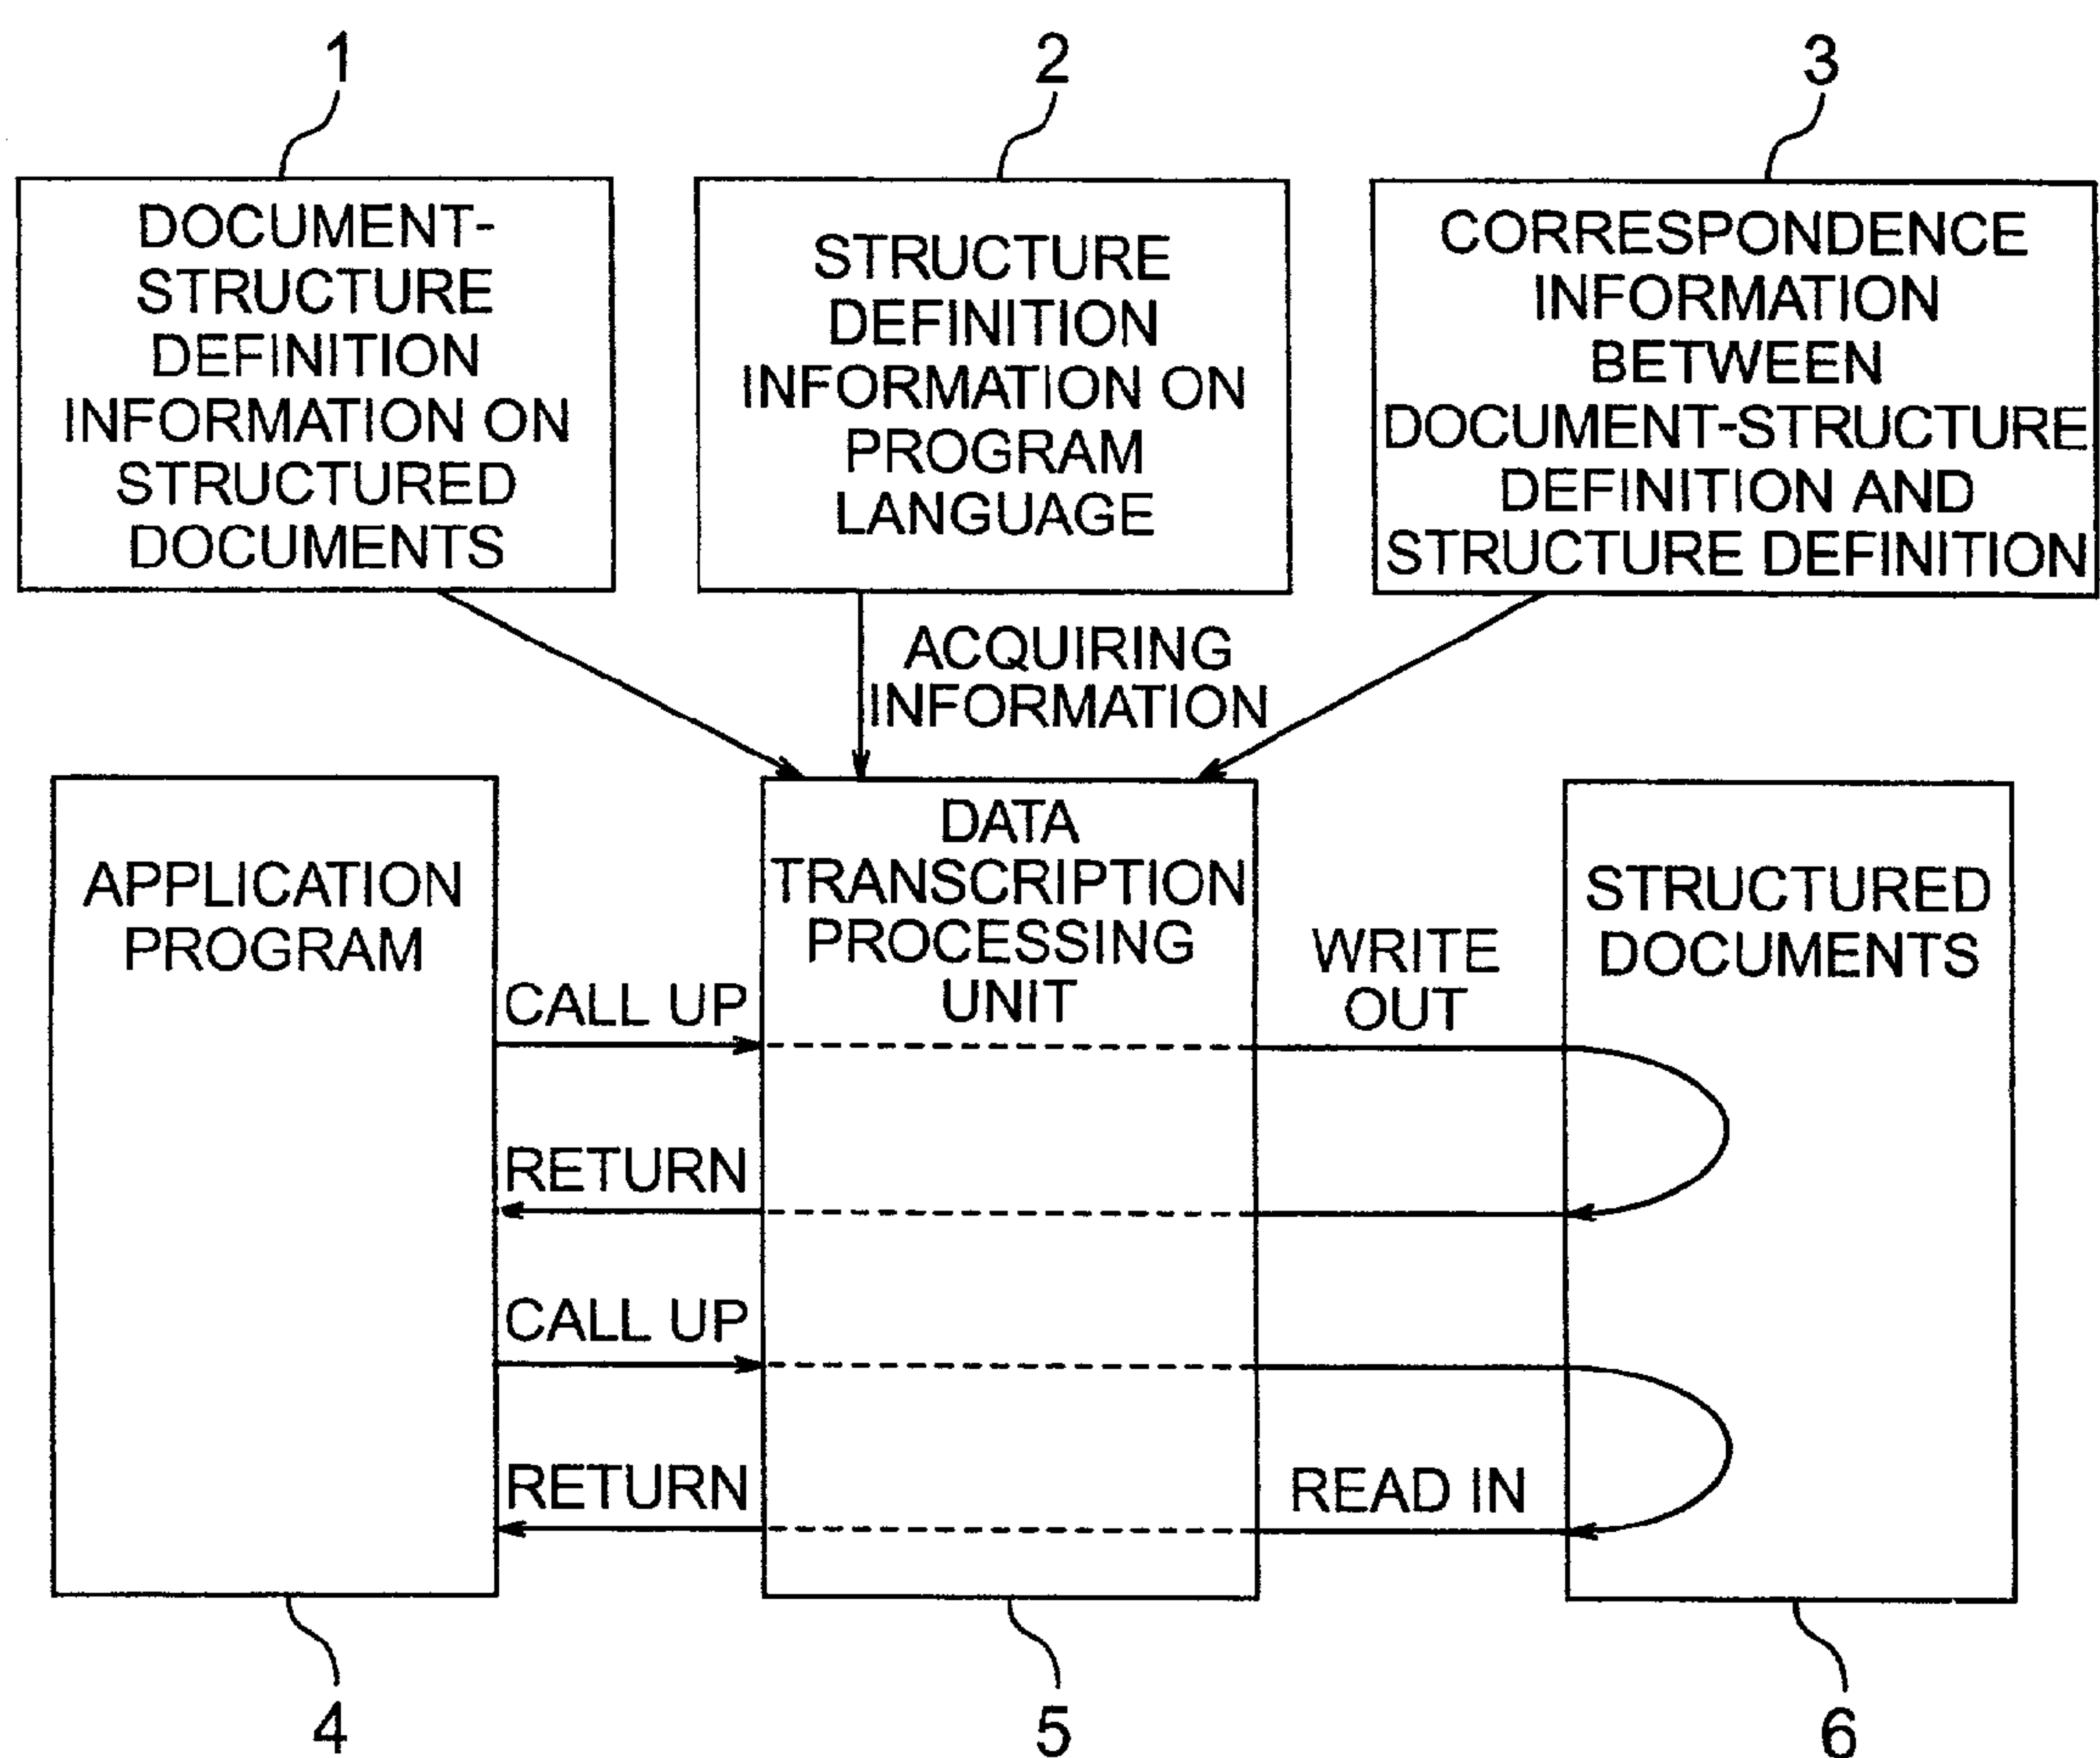 1
2
3
DOCUMENT-
STRUCTURE
DEFINITION
INFORMATION ON
STRUCTURED
DOCUMENTS
STRUCTURE
DEFINITION
INFORMATION ON
PROGRAM
LANGUAGE
CORRESPONDENCE
INFORMATION
BETWEEN
DOCUMENT-STRUCTURE
DEFINITION AND
STRUCTURE DEFINITION
ACQUIRING
INFORMATION
APPLICATION
PROGRAM
DATA
TRANSCRIPTION
PROCESSING
UNIT
STRUCTURED
DOCUMENTS
CALL UP
WRITE
OUT
RETURN
CALL UP
RETURN
READ IN
4
5
6